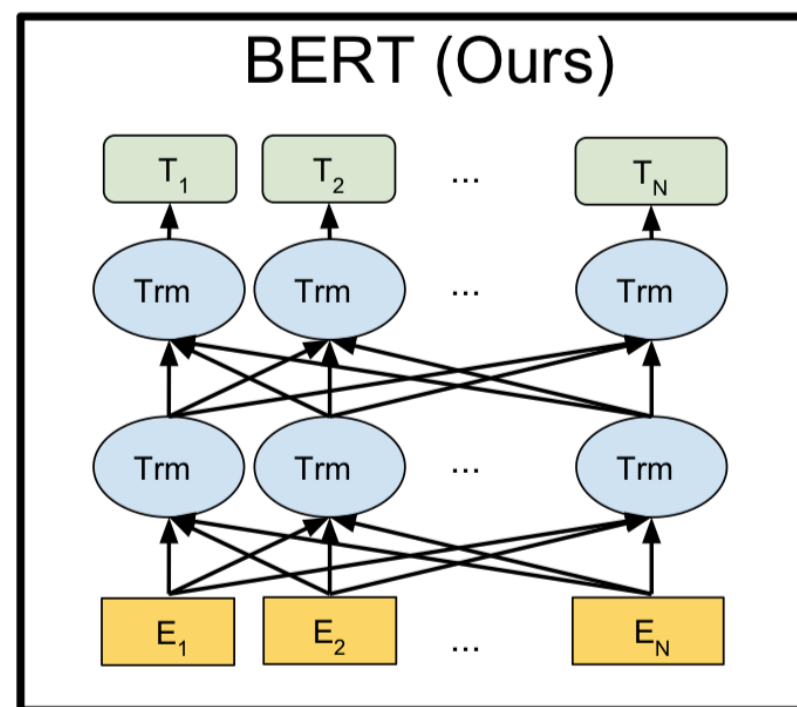 BERT (Ours)
T1 T2 ... TN
Trm Trm ... Trm
Trm Trm ... Trm
E1 E2 ... EN